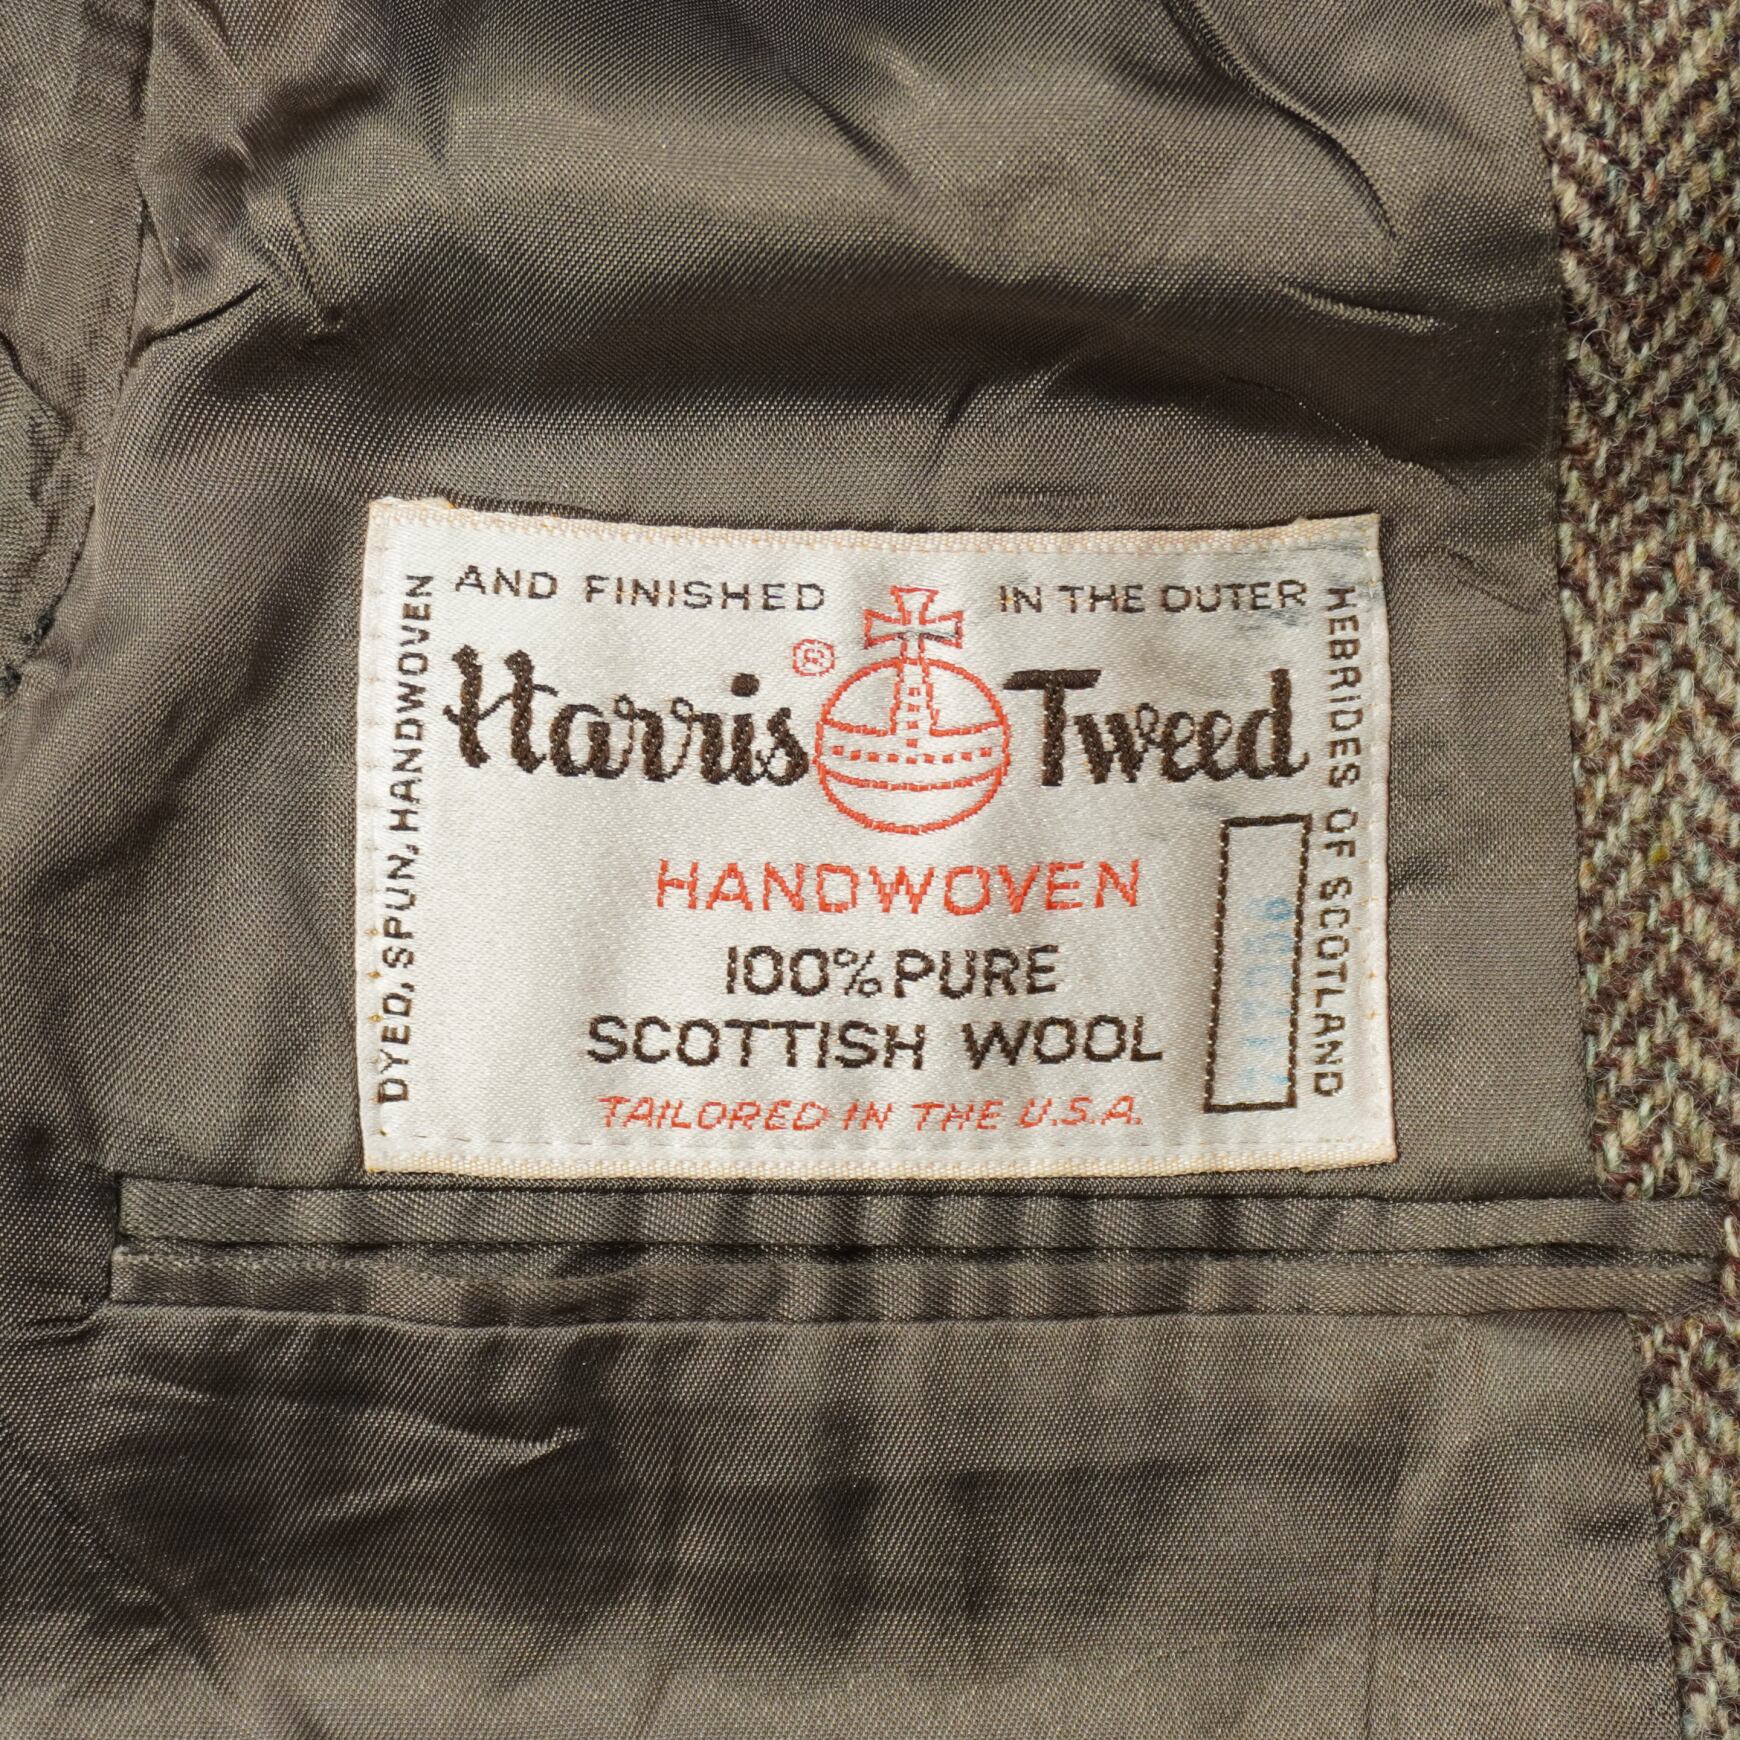 DYED, SPUN, HANDWOVEN
AND FINISHED
IN THE OUTER
HEBRIDES OF SCOTLAND
Harris ® Tweed
HANDWOVEN
100% PURE
SCOTTISH WOOL
TAILORED IN THE U.S.A.